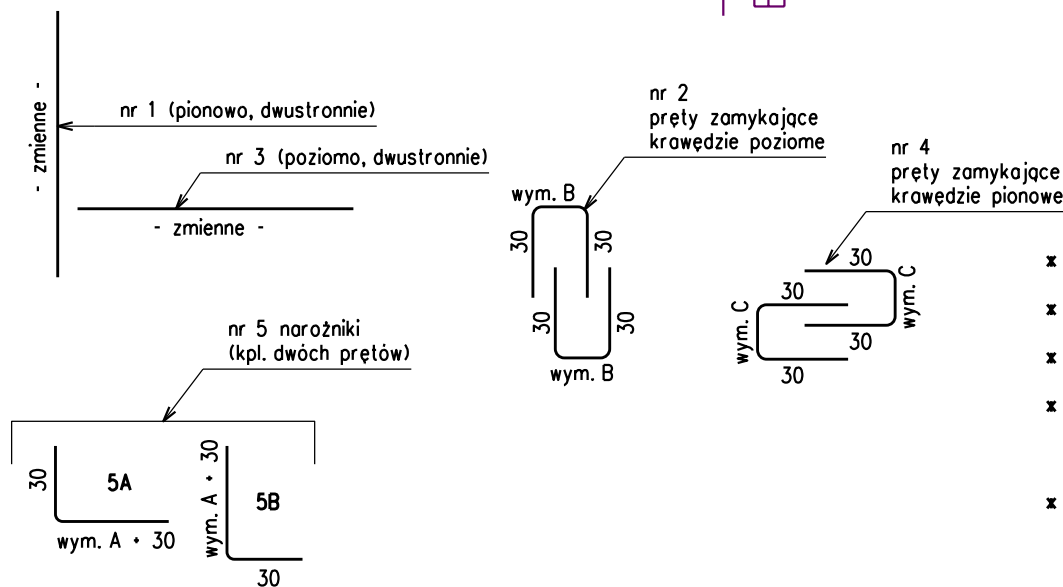 - zmienne -
nr 1 (pionowo, dwustronnie)
nr 3 (poziomo, dwustronnie)
- zmienne -
nr 2
pręty zamykające
krawędzie poziome
wym. B
30
30
30
30
wym. B
nr 4
pręty zamykające
krawędzie pionowe
30
30
wym. C
wym. C
30
30
nr 5 narożniki
(kpl. dwóch prętów)
30
5A
wym. A + 30
wym. A + 30
5B
30
*
*
*
*
*